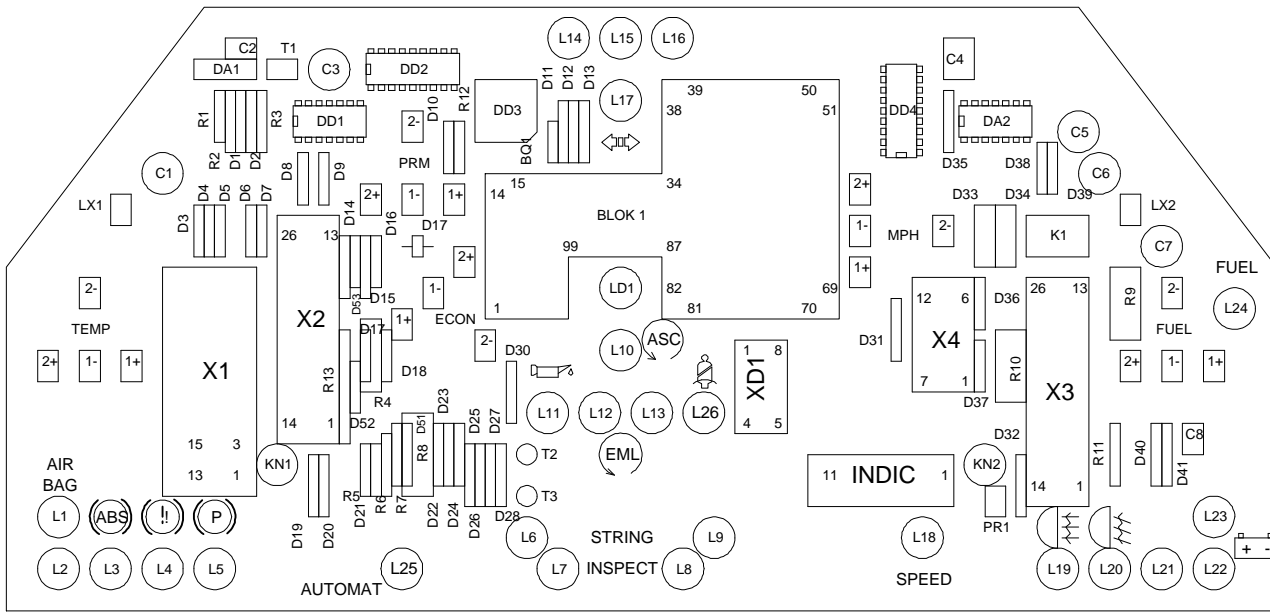 L14 L15 L16
C2 T1
DA1 C3 DD2
D11 D12 D13
C4
39 50
38 51
R1 R3 DD1 D10 R12 DD3 L17
2-
BQ1
DD4 DA2 C5
R2 D1 D2
D8 D9 PRM
D35 D38
C1 C6
LX1
D4 D5 D6 D7
D3
2+ 1- 1+
14 15 34
2+
D14 D16 D17
BLOK 1
D33 D34 D39
LX2
26 13
1- MPH 2-
K1
C7
99 87
2+
1+
FUEL
2-
TEMP
X2
D53 D15
1- ECON
LD1
82
81 70 69
1
12 6 D36
26 13
R9 2-
L24
2+ 1- 1+
X1
D17
1+
2-
ASC
L10
D31
X4
FUEL
R13 D18
D30
1 8
XD1
4 5
7 1
R10
X3
2+ 1- 1+
R4
D37
14 1
D52
D51 D23 D25 D27
L11 L12 L13 L26
15 3
13 1
KN1
R8
T2
EML
D32
R11 D40 C8
D41
AIR
BAG
R5 R6 R7
T3
11 INDIC 1
KN2
14 1
PR1
L1 ABS !! P
D19 D20 D21 D22 D24 D26 D28
L6 STRING L9
L18
L23
+ -
L2 L3 L4 L5
AUTOMAT L25
L7 INSPECT L8
SPEED
L19 L20 L21 L22